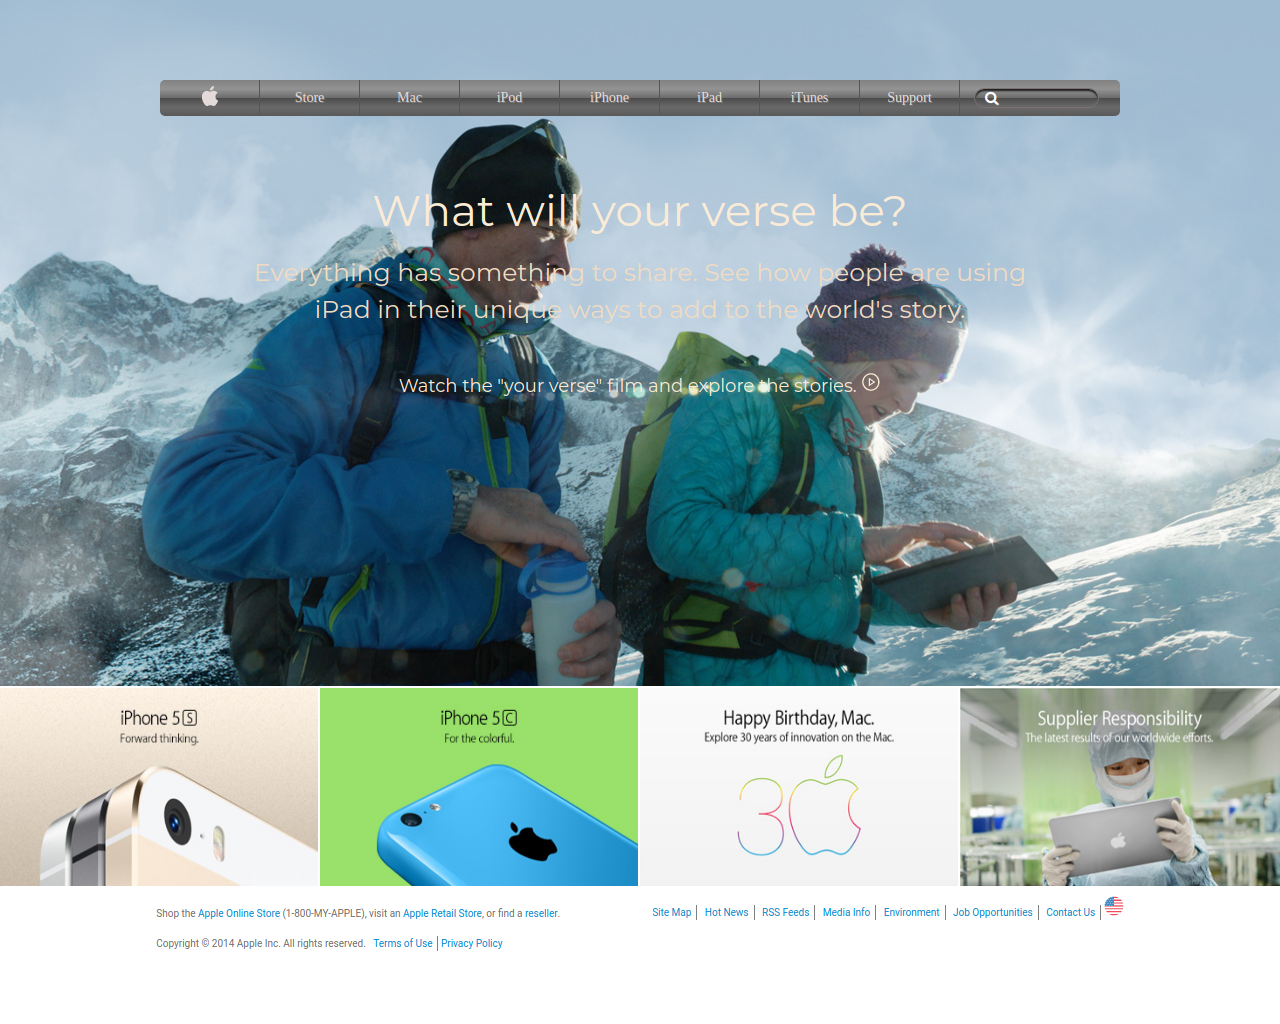 Store Mac iPod iPhone iPad iTunes Support
What will your verse be?
Everything has something to share. See how people are using
iPad in their unique ways to add to the world's story.
Watch the "your verse" film and explore the stories.
iPhone 5S
Forward thinking.
iPhone 5C
For the colorful.
Happy Birthday, Mac.
Explore 30 years of innovation on the Mac.
30
Supplier Responsibility
The latest results of our worldwide efforts.
Shop the Apple Online Store (1-800-MY-APPLE), visit an Apple Retail Store, or find a reseller.
Site Map Hot News RSS Feeds Media Info Environment Job Opportunities Contact Us
Copyright © 2014 Apple Inc. All rights reserved. Terms of Use Privacy Policy